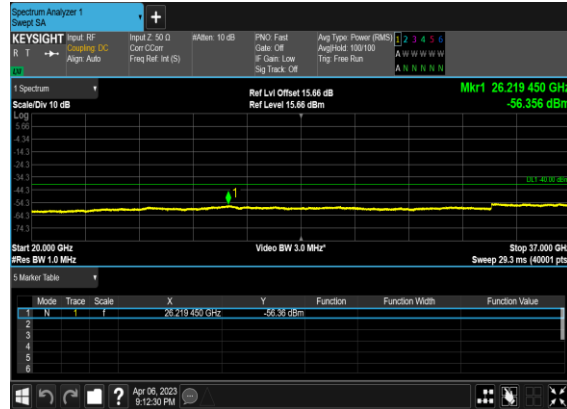 Spectrum Analyzer 1
Swept SA
+
KEYSIGHT Input: RF Input Z: 50 Ω #Atten: 10 dB PNO: Fast Avg Type: Power (RMS) 1 2 3 4 5 6
R T Coupling: DC Corr CCorr Gate: Off Avg|Hold: 100/100 A W W W W W
Align: Auto Freq Ref: Int (S) IF Gain: Low Trig: Free Run
Sig Track: Off A N N N N N
1 Spectrum Ref Lvl Offset 15.66 dB Mkr1 26.219 450 GHz
Scale/Div 10 dB Ref Level 15.66 dBm -56.356 dBm
Log
5.66
-4.34
-14.3
-24.3
-34.3
DL1 -40.00 dBm
-44.3
1
-54.3
-64.3
-74.3
Start 20.000 GHz Video BW 3.0 MHz* Stop 37.000 GHz
#Res BW 1.0 MHz Sweep 29.3 ms (40001 pts)
5 Marker Table
Mode Trace Scale X Y Function Function Width Function Value
1 N 1 f 26.219 450 GHz -56.36 dBm
2
3
4
5
6
? Apr 06, 2023
9:12:30 PM